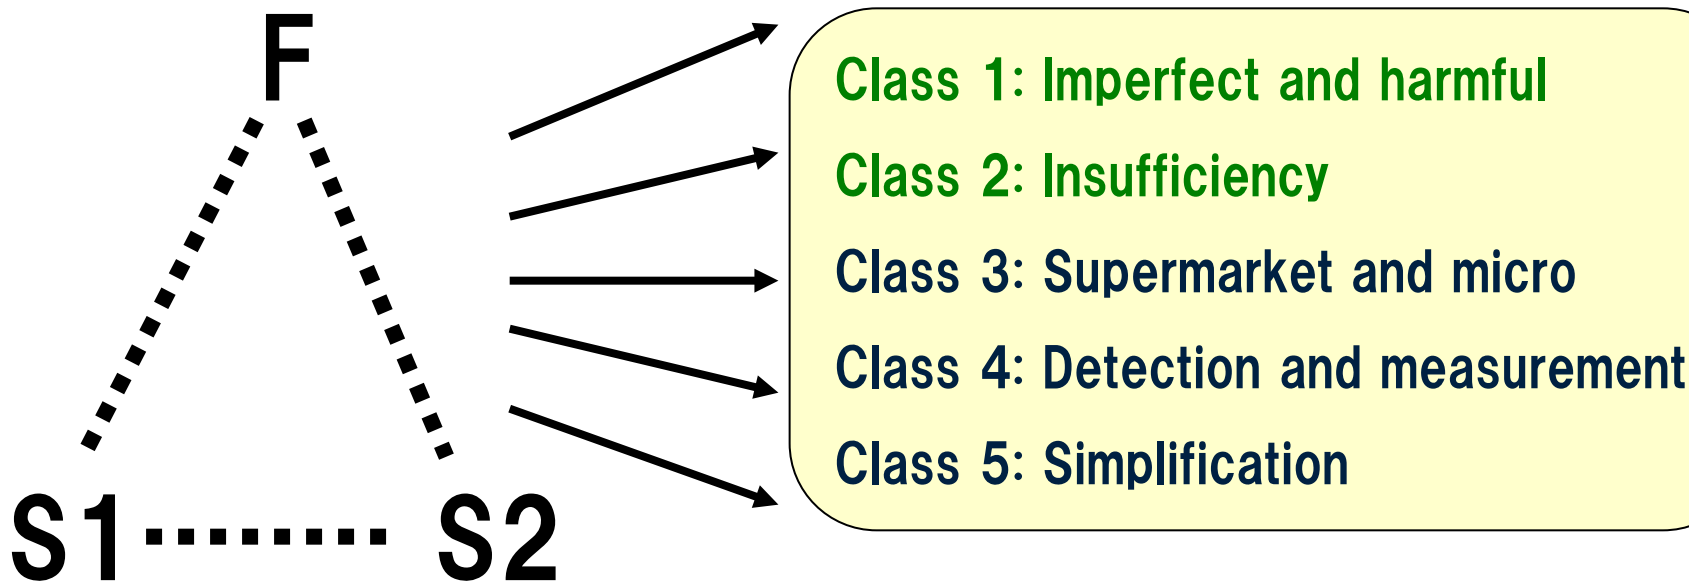 F
S1
S2
Class 1: Imperfect and harmful
Class 2: Insufficiency
Class 3: Supermarket and micro
Class 4: Detection and measurement
Class 5: Simplification